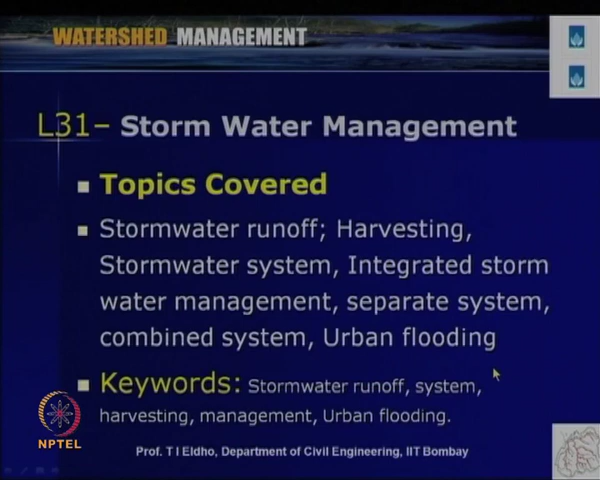 WATERSHED MANAGEMENT
L31– Storm Water Management
Topics Covered
Stormwater runoff; Harvesting,
Stormwater system, Integrated storm
water management, separate system,
combined system, Urban flooding
Keywords: Stormwater runoff, system,
harvesting, management, Urban flooding.
NPTEL
Prof. T I Eldho, Department of Civil Engineering, IIT Bombay